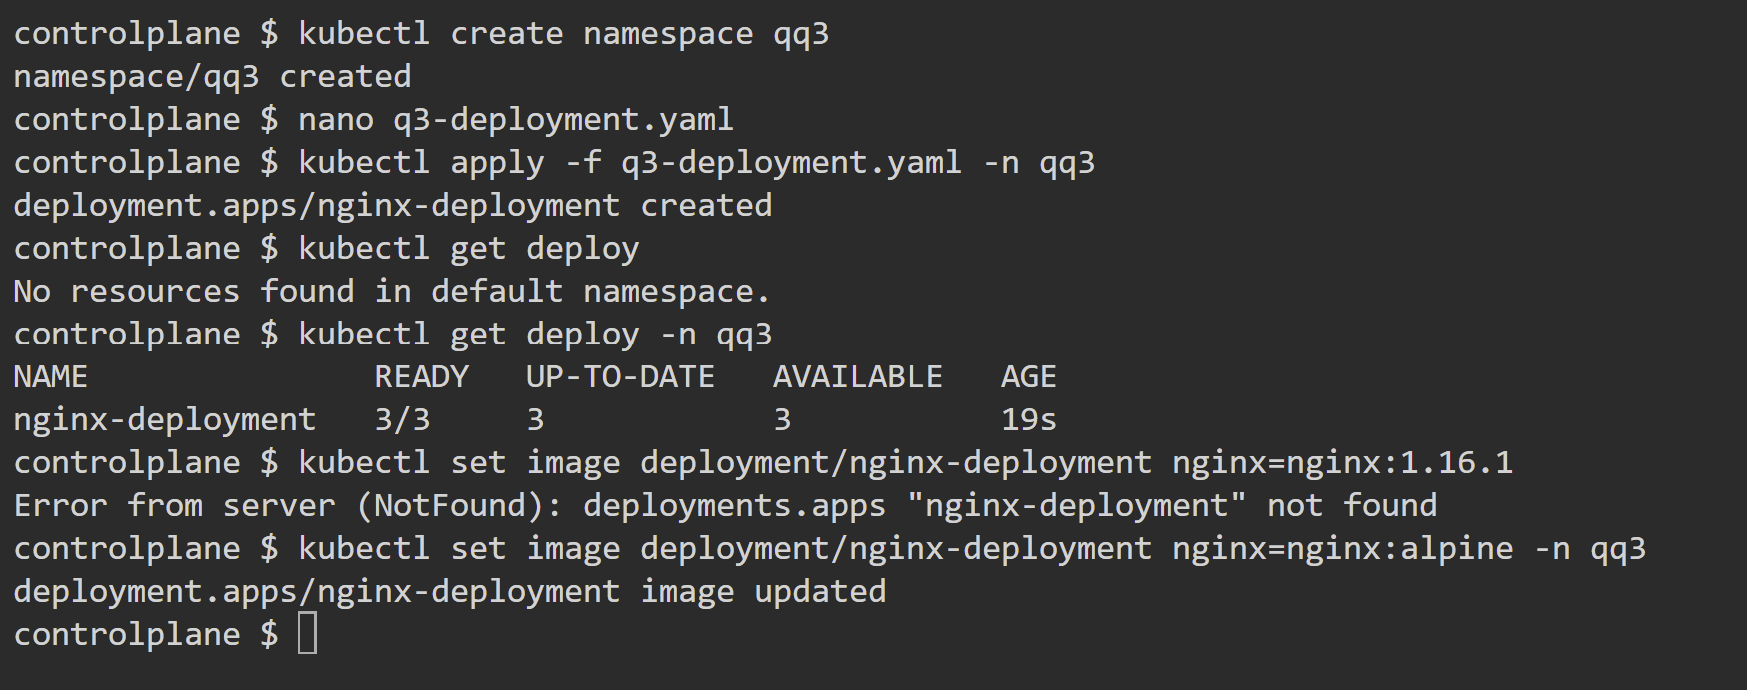 controlplane $ kubectl create namespace qq3
namespace/qq3 created
controlplane $ nano q3-deployment.yaml
controlplane $ kubectl apply -f q3-deployment.yaml -n qq3
deployment.apps/nginx-deployment created
controlplane $ kubectl get deploy
No resources found in default namespace.
controlplane $ kubectl get deploy -n qq3
NAME               READY   UP-TO-DATE   AVAILABLE   AGE
nginx-deployment   3/3     3            3           19s
controlplane $ kubectl set image deployment/nginx-deployment nginx=nginx:1.16.1
Error from server (NotFound): deployments.apps "nginx-deployment" not found
controlplane $ kubectl set image deployment/nginx-deployment nginx=nginx:alpine -n qq3
deployment.apps/nginx-deployment image updated
controlplane $